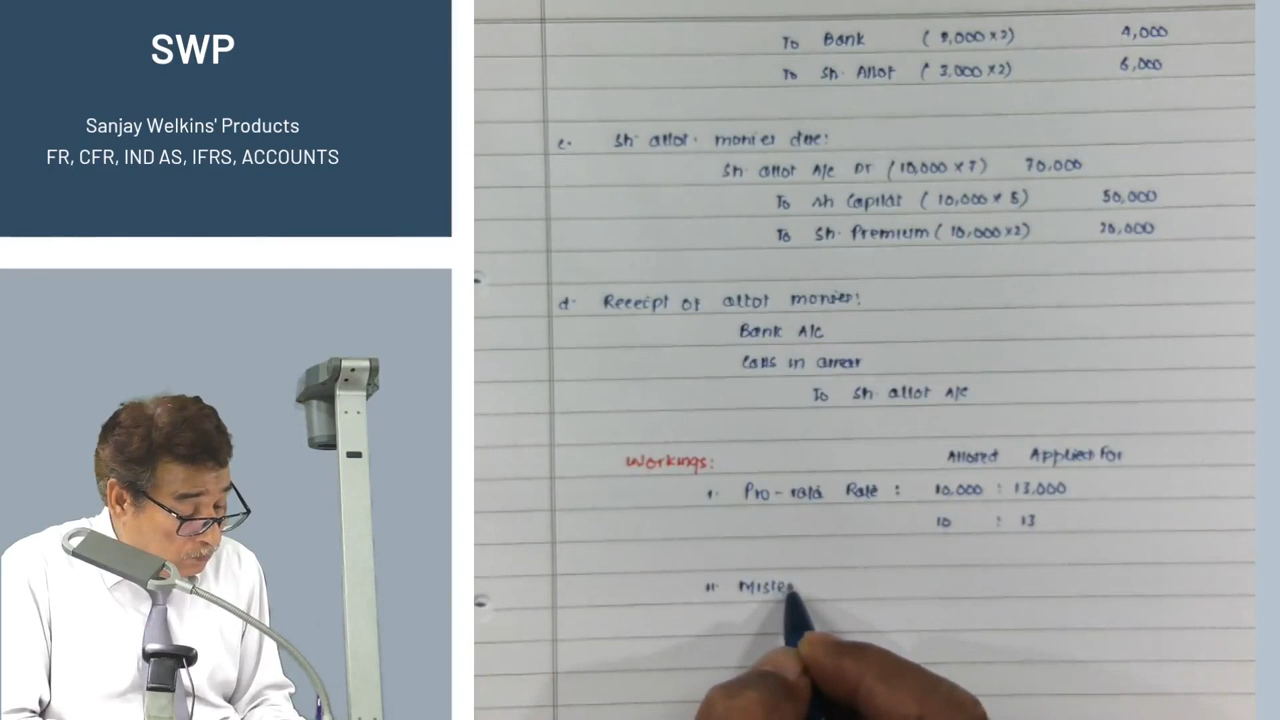 SWP
Sanjay Welkins' Products
FR, CFR, IND AS, IFRS, ACCOUNTS
To Bank (2,000×2) 4,000
To Sh. Allot (3,000×2) 6,000
c. Sh allot. monies due:
Sh allot A/c Dr (10,000 × 7) 70,000
To sh Capital (10,000 × 5) 50,000
To Sh. Premium (10,000×2) 20,000
d. Receipt of allot monies:
Bank A/c
Calls in arrear
To Sh. allot A/c
Workings:
Alloted Applied For
i. Pro-rata Rate : 10,000 : 13,000
10 : 13
ii. Miste